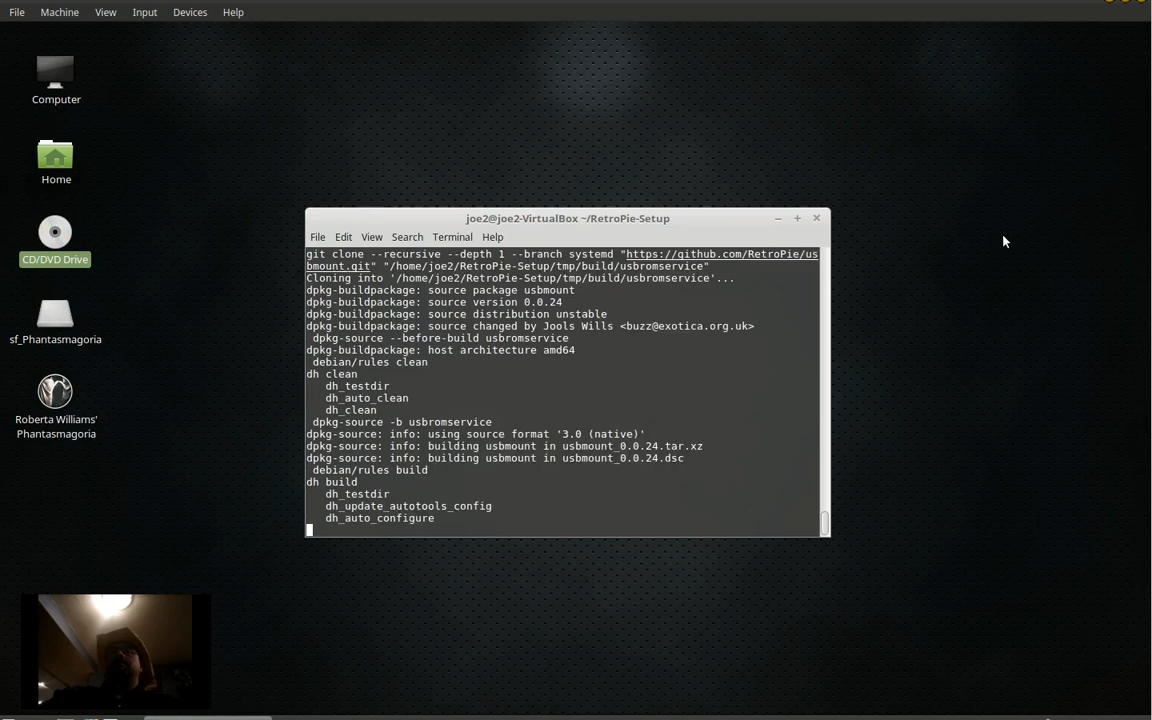 File Machine View Input Devices Help
Computer
Home
CD/DVD Drive
sf_Phantasmagoria
Roberta Williams'
Phantasmagoria
joe2@joe2-VirtualBox ~/RetroPie-Setup
File Edit View Search Terminal Help
git clone --recursive --depth 1 --branch systemd "https://github.com/RetroPie/us
bmount.git" "/home/joe2/RetroPie-Setup/tmp/build/usbromservice"
Cloning into '/home/joe2/RetroPie-Setup/tmp/build/usbromservice'...
dpkg-buildpackage: source package usbmount
dpkg-buildpackage: source version 0.0.24
dpkg-buildpackage: source distribution unstable
dpkg-buildpackage: source changed by Jools Wills <buzz@exotica.org.uk>
 dpkg-source --before-build usbromservice
dpkg-buildpackage: host architecture amd64
 debian/rules clean
dh clean
   dh_testdir
   dh_auto_clean
   dh_clean
 dpkg-source -b usbromservice
dpkg-source: info: using source format '3.0 (native)'
dpkg-source: info: building usbmount in usbmount_0.0.24.tar.xz
dpkg-source: info: building usbmount in usbmount_0.0.24.dsc
 debian/rules build
dh build
   dh_testdir
   dh_update_autotools_config
   dh_auto_configure